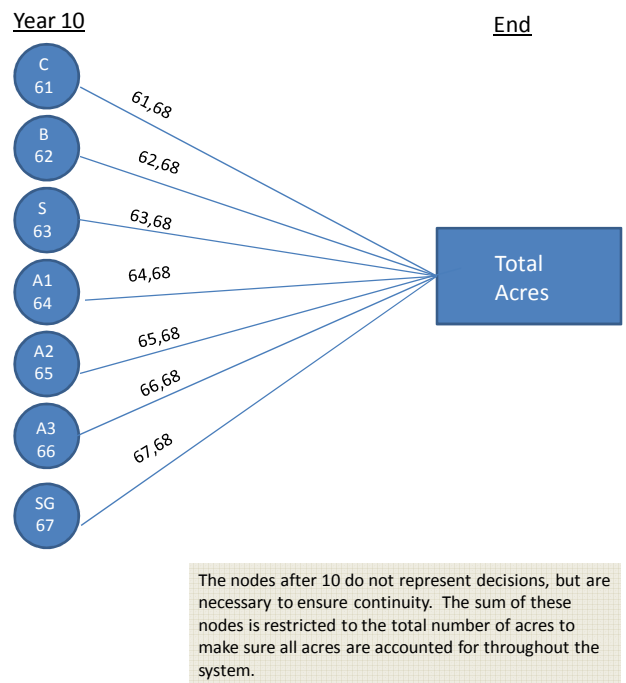 Year 10
End
C
61
B
62
S
63
A1
64
A2
65
A3
66
SG
67
61,68
62,68
63,68
64,68
65,68
66,68
67,68
Total
Acres
The nodes after 10 do not represent decisions, but are
necessary to ensure continuity.  The sum of these
nodes is restricted to the total number of acres to
make sure all acres are accounted for throughout the
system.